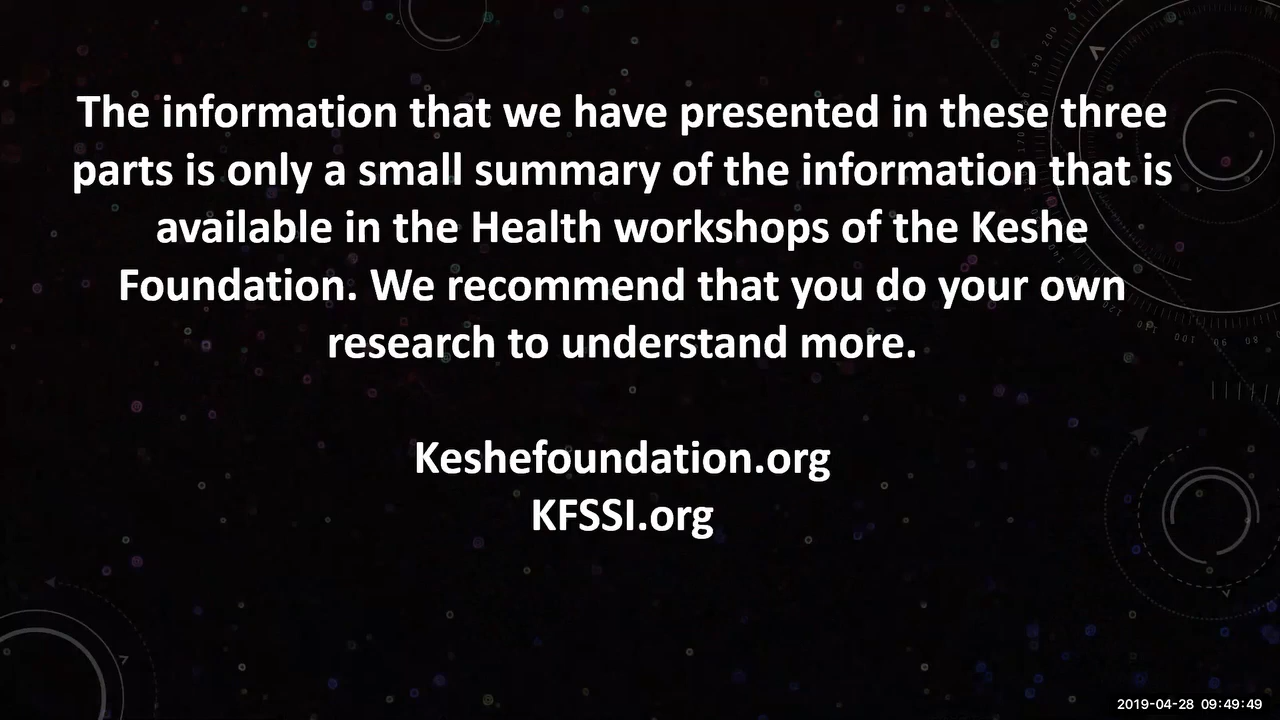 The information that we have presented in these three
parts is only a small summary of the information that is
available in the Health workshops of the Keshe
Foundation. We recommend that you do your own
research to understand more.
Keshefoundation.org
KFSSI.org
2019-04-28 09:49:49